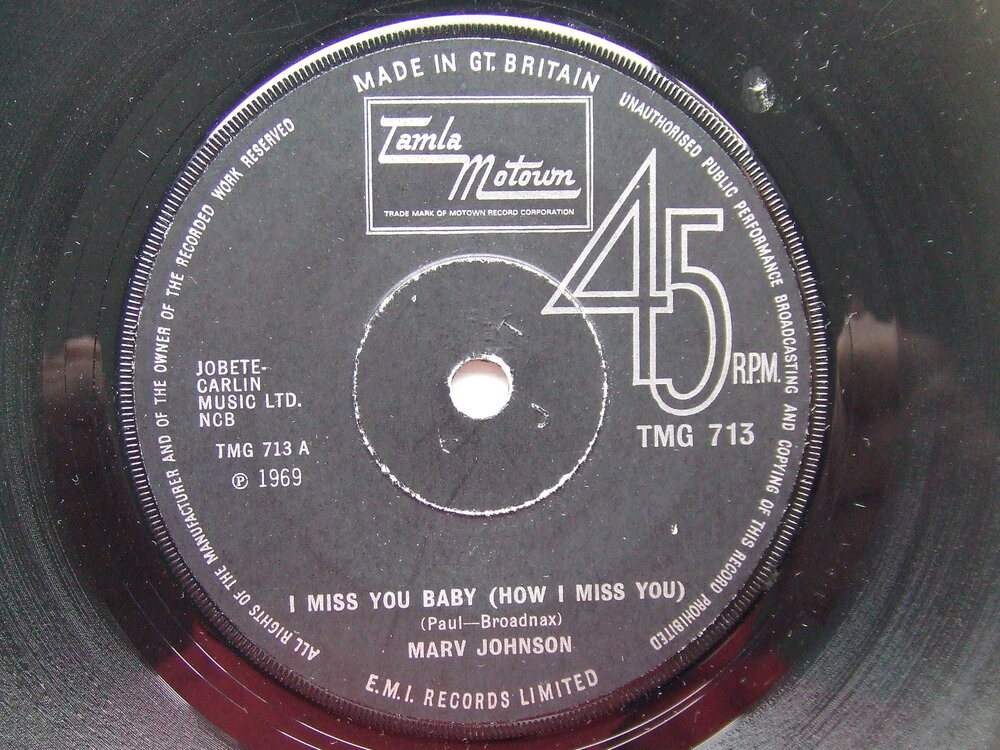 MADE IN GT. BRITAIN
Tamla
Motown
TRADE MARK OF MOTOWN RECORD CORPORATION
ALL RIGHTS OF THE MANUFACTURER AND OF THE OWNER OF THE RECORDED WORK RESERVED
UNAUTHORISED PUBLIC PERFORMANCE BROADCASTING AND COPYING OF THIS RECORD PROHIBITED
45
R.P.M.
TMG 713
JOBETE-
CARLIN
MUSIC LTD.
NCB
TMG 713 A
℗ 1969
I MISS YOU BABY (HOW I MISS YOU)
(Paul—Broadnax)
MARV JOHNSON
E.M.I. RECORDS LIMITED